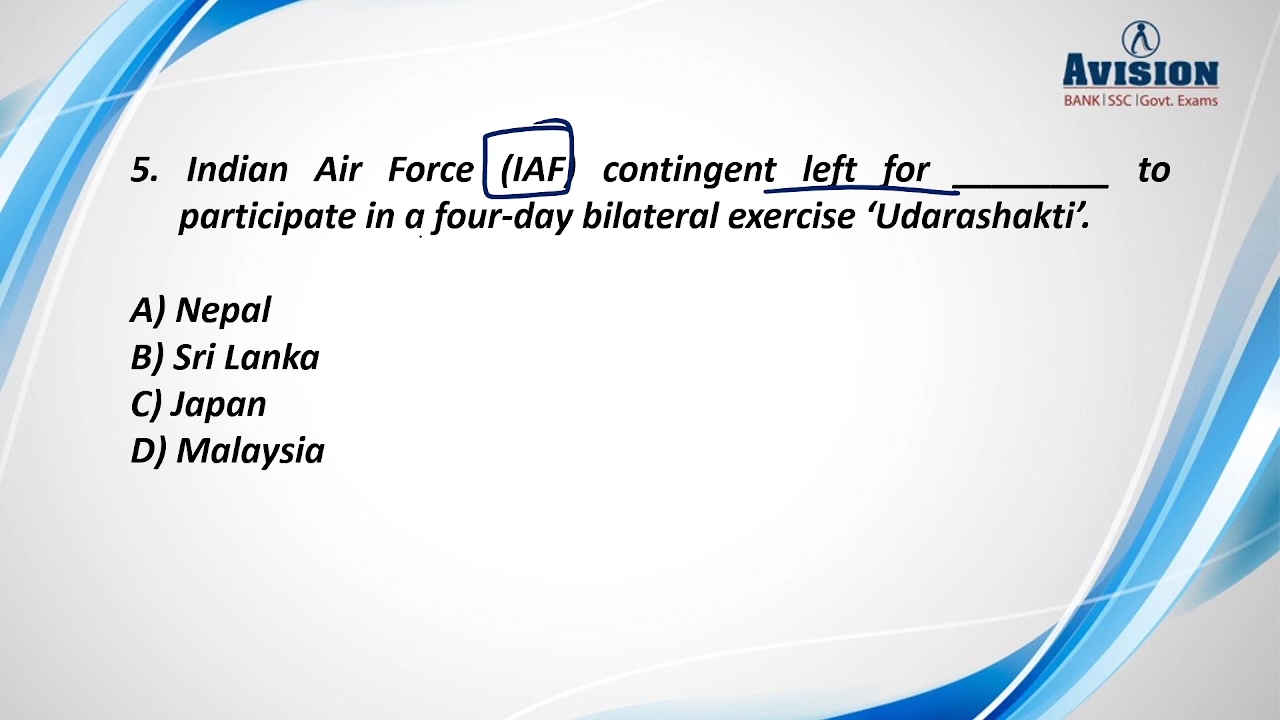 AVISION
BANK|SSC|Govt. Exams
5. Indian Air Force (IAF) contingent left for ________ to
participate in a four-day bilateral exercise ‘Udarashakti’.
A) Nepal
B) Sri Lanka
C) Japan
D) Malaysia